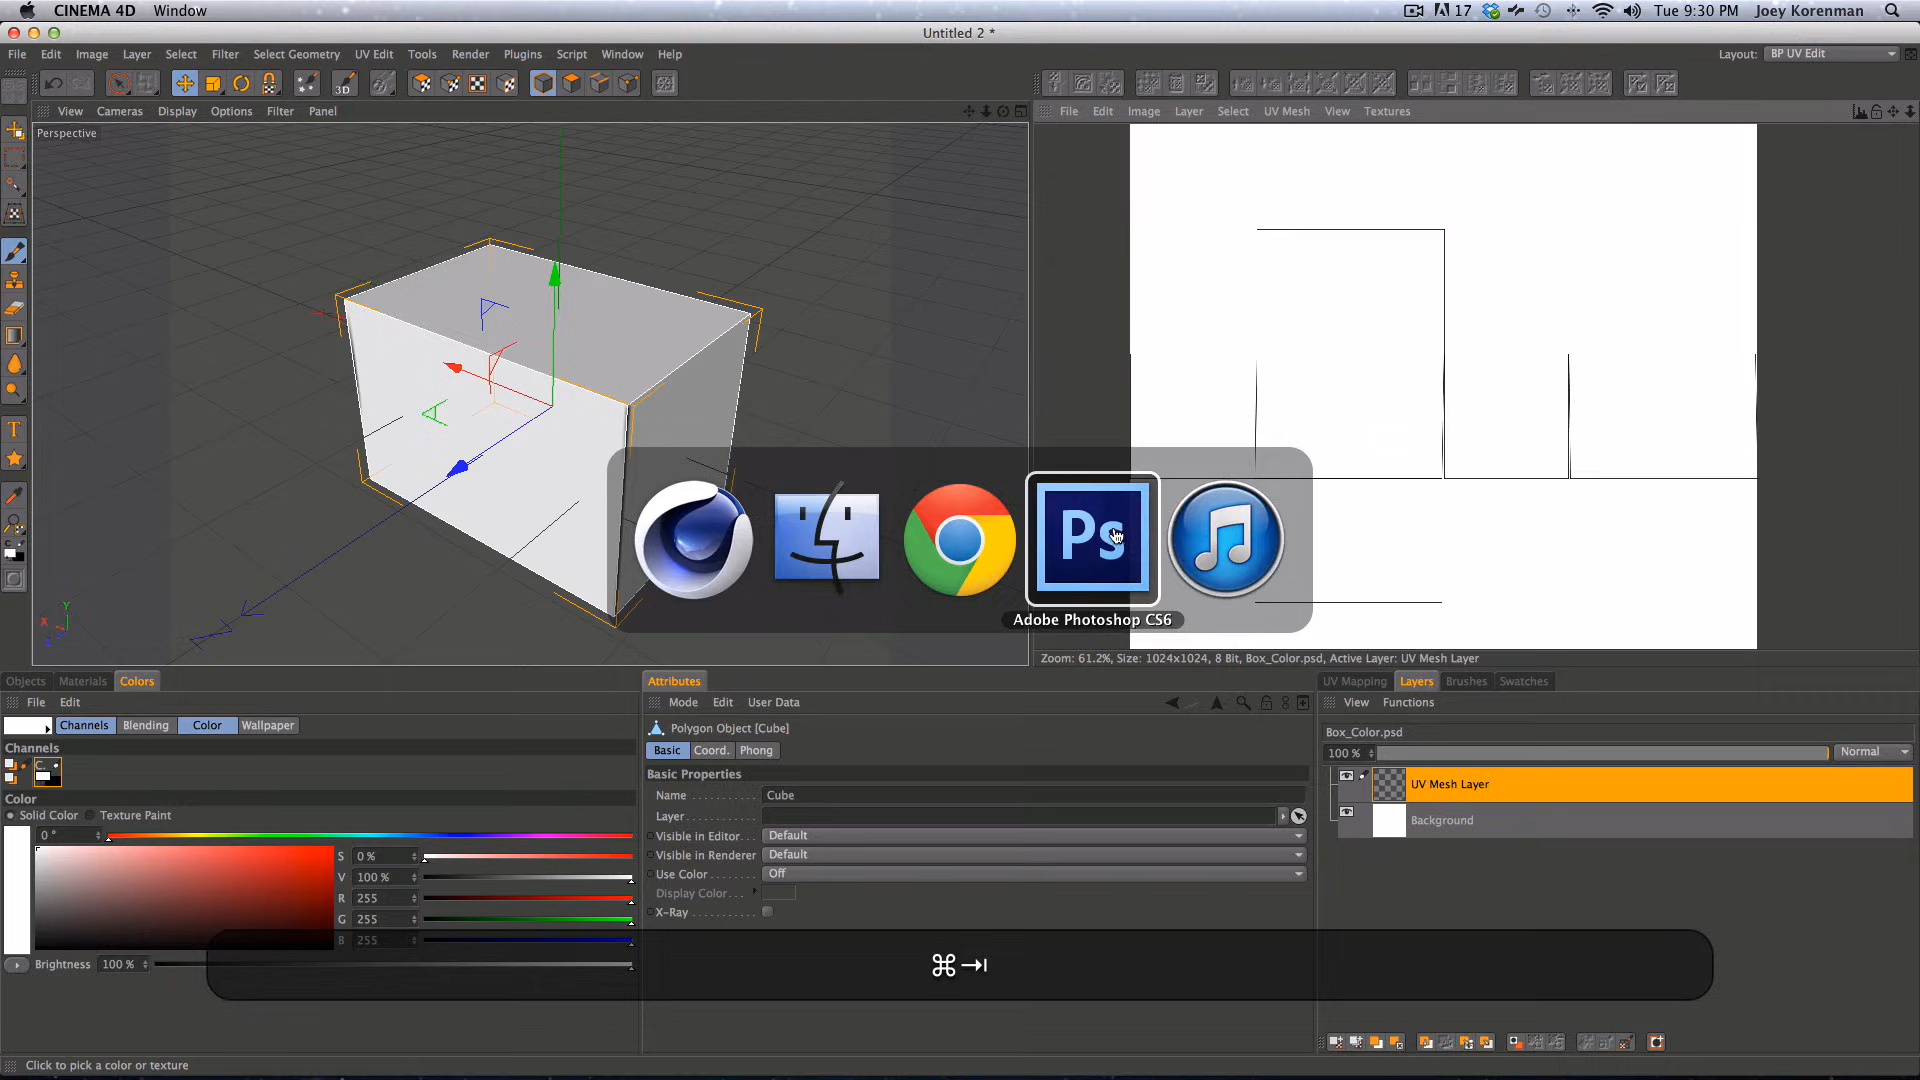 CINEMA 4D Window
17 Tue 9:30 PM Joey Korenman
Untitled 2 *
File Edit Image Layer Select Filter Select Geometry UV Edit Tools Render Plugins Script Window Help
Layout: BP UV Edit
3D
View Cameras Display Options Filter Panel
File Edit Image Layer Select UV Mesh View Textures
Perspective
Y
X
Z
Ps
Adobe Photoshop CS6
Zoom: 61.2%, Size: 1024x1024, 8 Bit, Box_Color.psd, Active Layer: UV Mesh Layer
Objects Materials Colors
File Edit
Channels Blending Color Wallpaper
Channels
C.
Color
Solid Color Texture Paint
0 °
S 0 %
V 100 %
R 255
G 255
B 255
Brightness 100 %
Attributes
Mode Edit User Data
Polygon Object [Cube]
Basic Coord. Phong
Basic Properties
Name Cube
Layer
Visible in Editor Default
Visible in Renderer Default
Use Color Off
Display Color
X-Ray
UV Mapping Layers Brushes Swatches
View Functions
Box_Color.psd
100 % Normal
UV Mesh Layer
Background
⌘⇥
Click to pick a color or texture